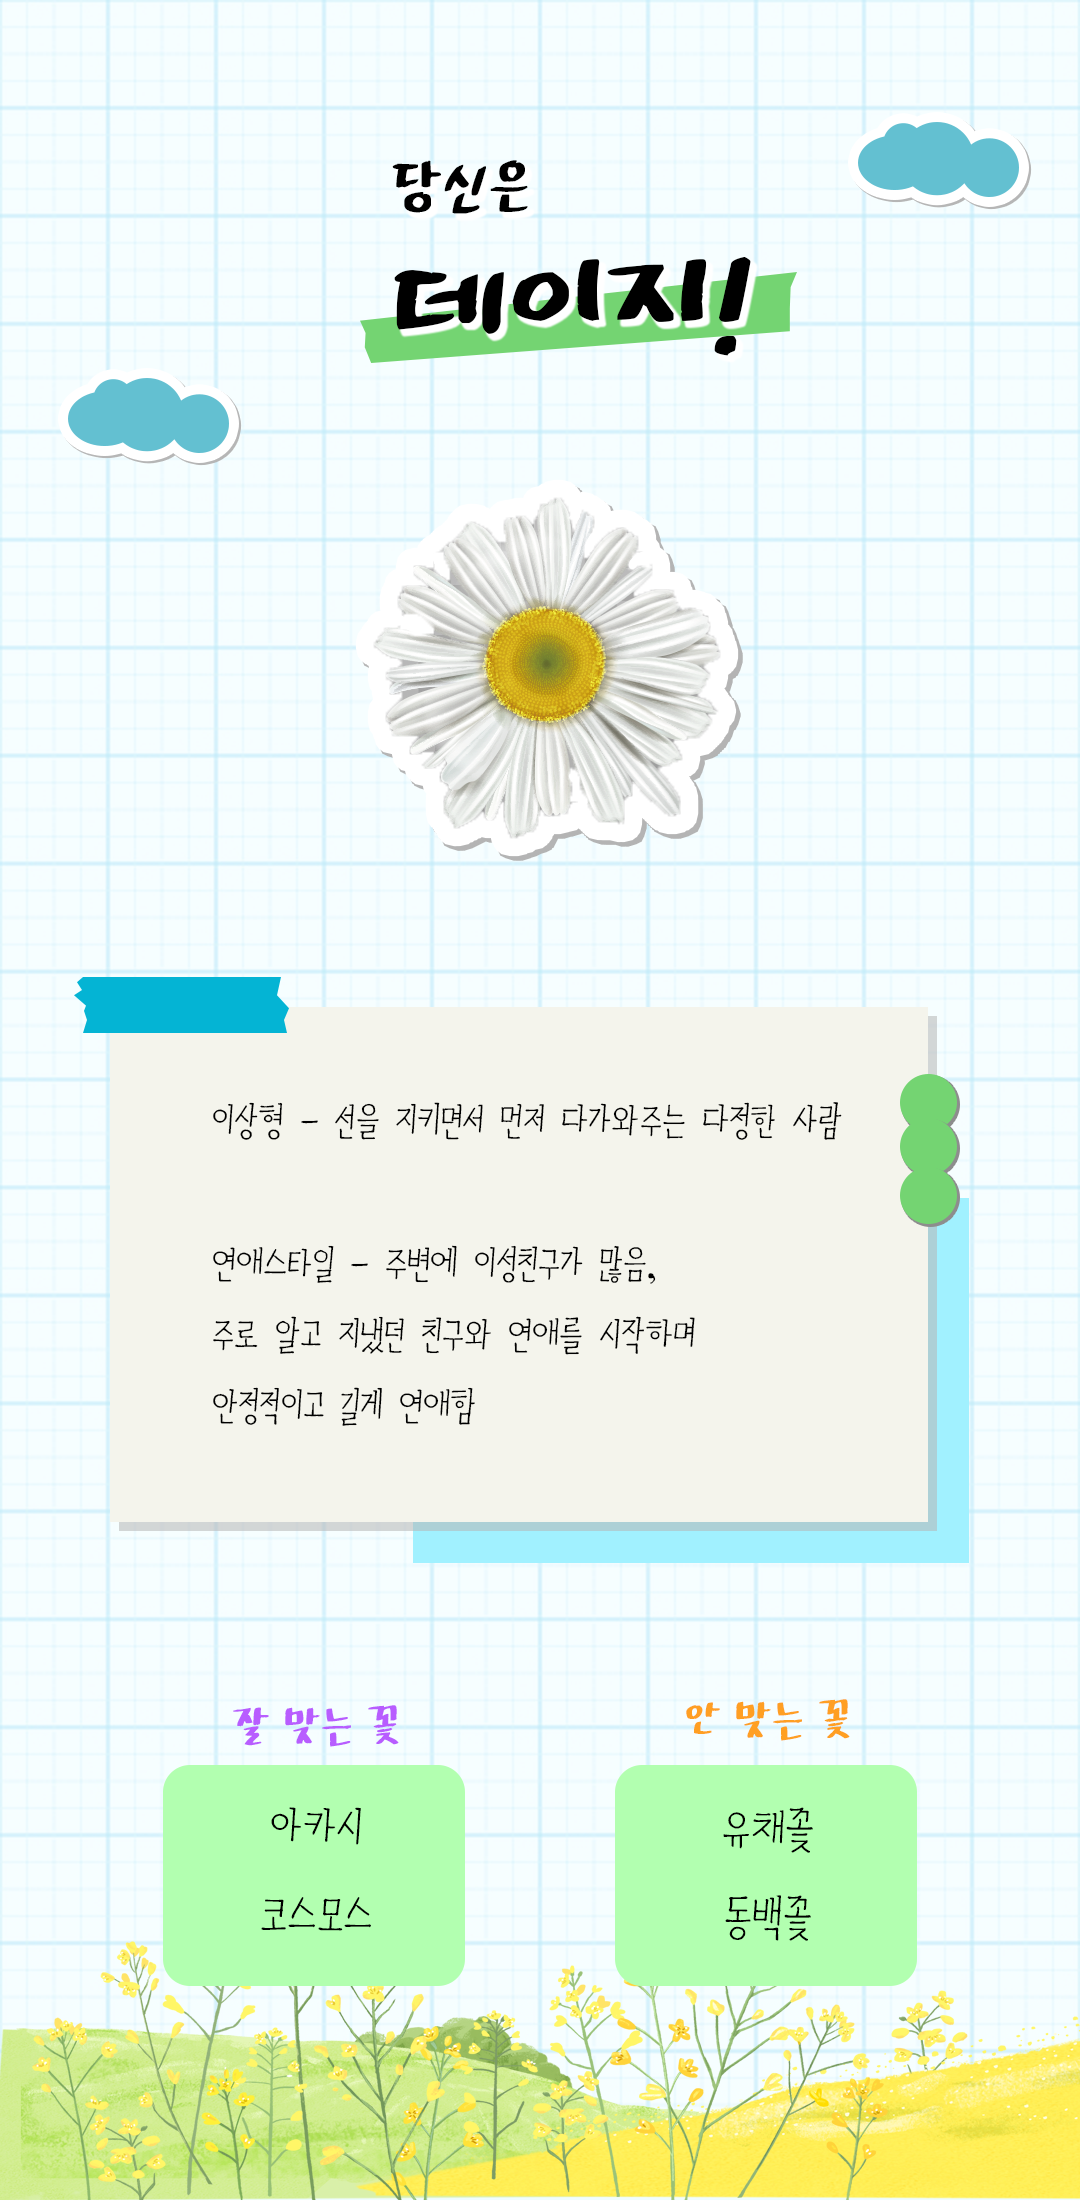 당신은
데이지!
이상형 - 선을 지키면서 먼저 다가와주는 다정한 사람
연애스타일 - 주변에 이성친구가 많음,
주로 알고 지냈던 친구와 연애를 시작하며
안정적이고 길게 연애함
잘 맞는 꽃
아카시
코스모스
안 맞는 꽃
유채꽃
동백꽃